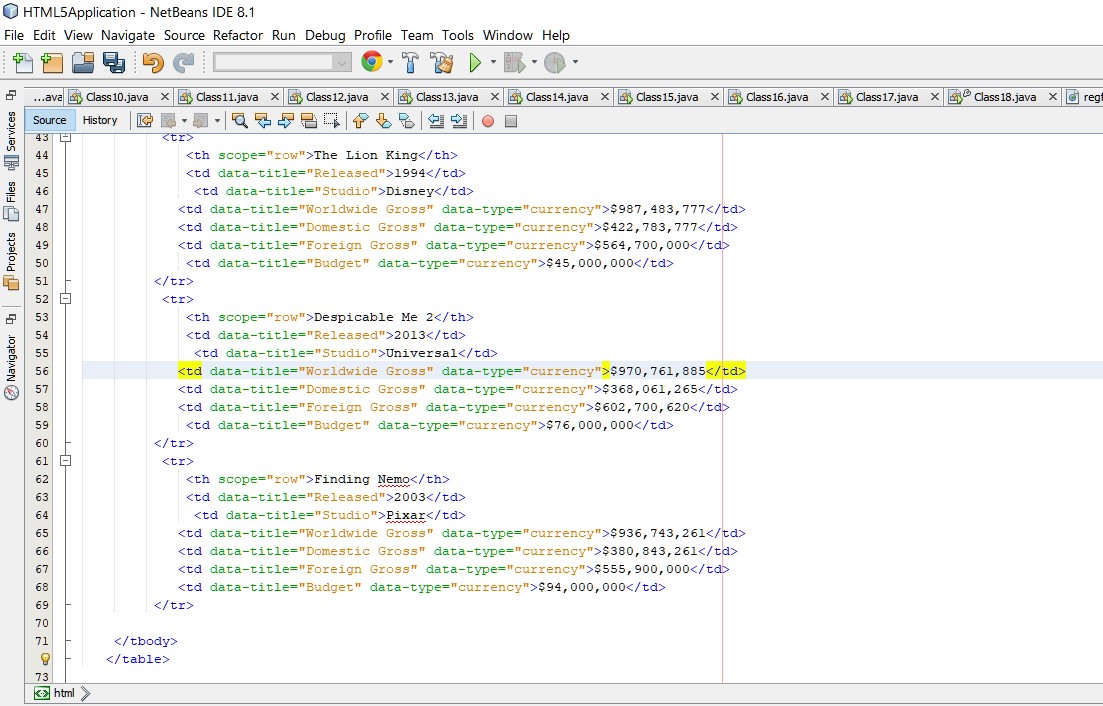 HTML5Application - NetBeans IDE 8.1
File Edit View Navigate Source Refactor Run Debug Profile Team Tools Window Help
...ava Class10.java Class11.java Class12.java Class13.java Class14.java Class15.java Class16.java Class17.java Class18.java regf
Source History
Services
Files
Projects
Navigator
43 <tr>
44 <th scope="row">The Lion King</th>
45 <td data-title="Released">1994</td>
46 <td data-title="Studio">Disney</td>
47 <td data-title="Worldwide Gross" data-type="currency">$987,483,777</td>
48 <td data-title="Domestic Gross" data-type="currency">$422,783,777</td>
49 <td data-title="Foreign Gross" data-type="currency">$564,700,000</td>
50 <td data-title="Budget" data-type="currency">$45,000,000</td>
51 </tr>
52 <tr>
53 <th scope="row">Despicable Me 2</th>
54 <td data-title="Released">2013</td>
55 <td data-title="Studio">Universal</td>
56 <td data-title="Worldwide Gross" data-type="currency">$970,761,885</td>
57 <td data-title="Domestic Gross" data-type="currency">$368,061,265</td>
58 <td data-title="Foreign Gross" data-type="currency">$602,700,620</td>
59 <td data-title="Budget" data-type="currency">$76,000,000</td>
60 </tr>
61 <tr>
62 <th scope="row">Finding Nemo</th>
63 <td data-title="Released">2003</td>
64 <td data-title="Studio">Pixar</td>
65 <td data-title="Worldwide Gross" data-type="currency">$936,743,261</td>
66 <td data-title="Domestic Gross" data-type="currency">$380,843,261</td>
67 <td data-title="Foreign Gross" data-type="currency">$555,900,000</td>
68 <td data-title="Budget" data-type="currency">$94,000,000</td>
69 </tr>
70
71 </tbody>
</table>
73
html